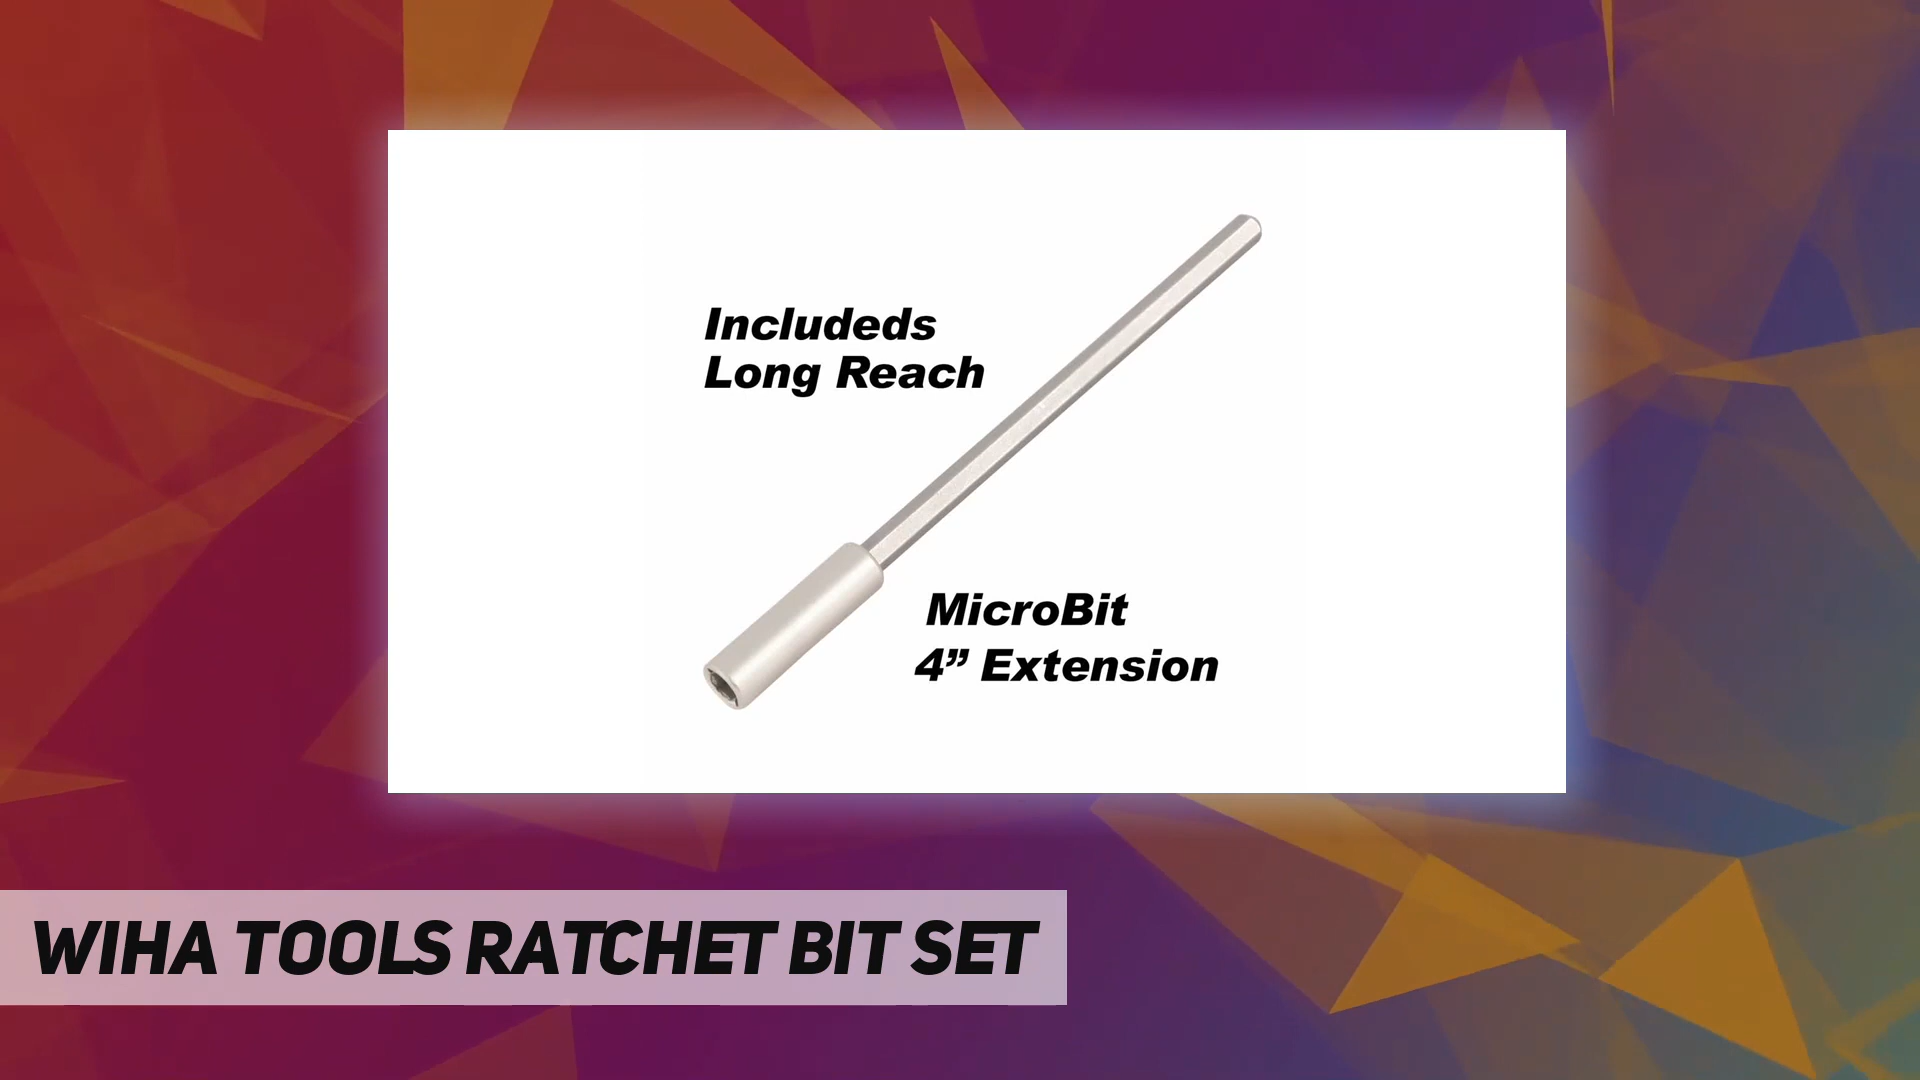 Includeds
Long Reach
MicroBit
4” Extension
WIHA TOOLS RATCHET BIT SET